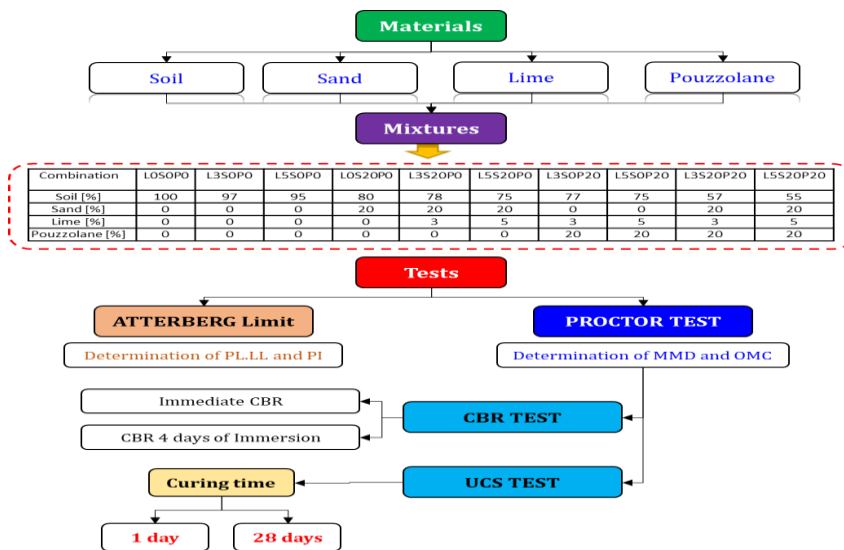 Materials
Soil Sand Lime Pouzzolane
Mixtures
Combination L0S0P0 L3S0P0 L5S0P0 L0S20P0 L3S20P0 L5S20P0 L3S0P20 L5S0P20 L3S20P20 L5S20P20
Soil [%] 100 97 95 80 78 75 77 75 57 55
Sand [%] 0 0 0 20 20 20 0 0 20 20
Lime [%] 0 0 0 0 3 5 3 5 3 5
Pouzzolane [%] 0 0 0 0 0 0 20 20 20 20
Tests
ATTERBERG Limit PROCTOR TEST
Determination of PL.LL and PI Determination of MMD and OMC
Immediate CBR
CBR TEST
CBR 4 days of Immersion
Curing time UCS TEST
1 day 28 days